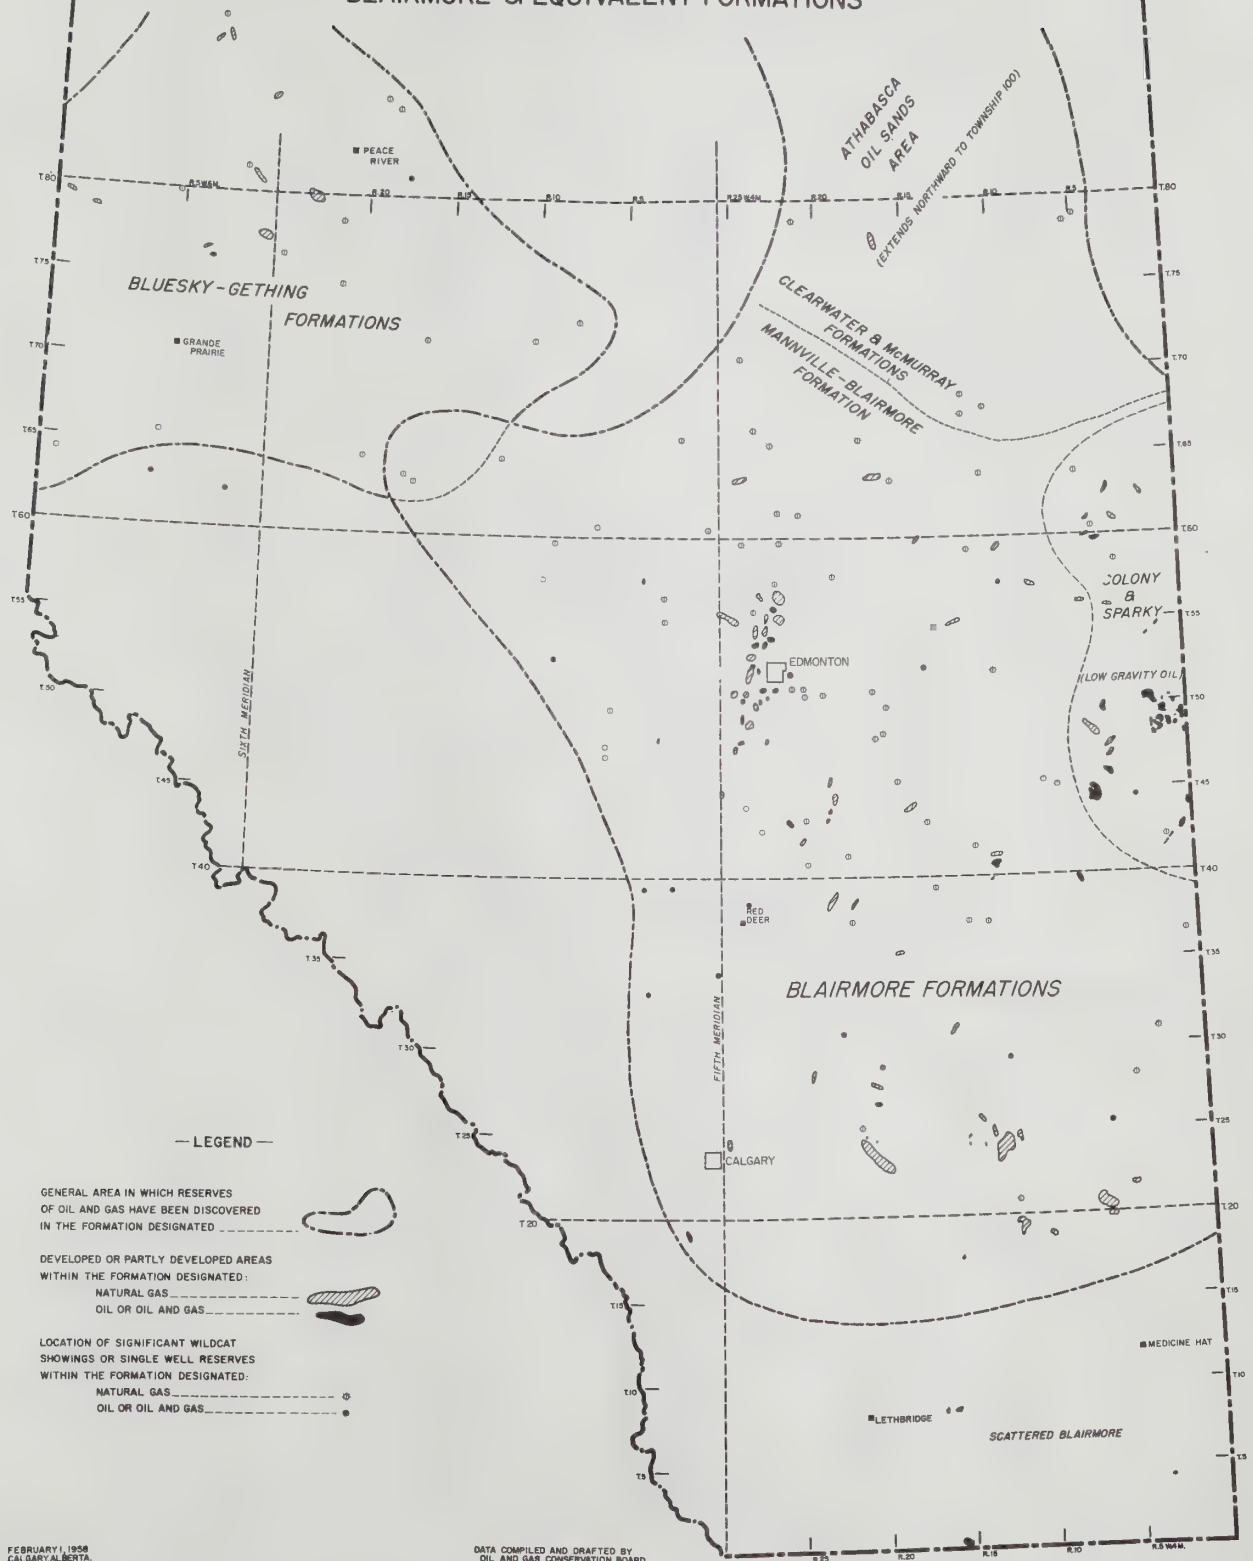 BLAIRMORE & EQUIVALENT FORMATIONS
ATHABASCA
OIL SANDS
AREA
(EXTENDS NORTHWARD TO TOWNSHIP 100)
PEACE
RIVER
T.80
R.5W6M.
R.20
R.15
R.10
R.5
R.25 W4M.
R.20
R.15
R.10
R.5
T.80
T.75
T.75
BLUESKY-GETHING
FORMATIONS
CLEARWATER & McMURRAY
FORMATIONS
MANNVILLE-BLAIRMORE
FORMATION
T.70
GRANDE
PRAIRIE
T.70
T.65
T.65
T.60
T.60
T.55
COLONY
&
SPARKY
T.55
EDMONTON
(LOW GRAVITY OIL)
T.50
T.50
SIXTH MERIDIAN
T.45
T.45
T.40
T.40
RED
DEER
T.35
T.35
BLAIRMORE FORMATIONS
FIFTH MERIDIAN
T.30
T.30
T.25
T.25
CALGARY
T.20
T.20
— LEGEND —
GENERAL AREA IN WHICH RESERVES
OF OIL AND GAS HAVE BEEN DISCOVERED
IN THE FORMATION DESIGNATED
DEVELOPED OR PARTLY DEVELOPED AREAS
WITHIN THE FORMATION DESIGNATED:
NATURAL GAS
OIL OR OIL AND GAS
LOCATION OF SIGNIFICANT WILDCAT
SHOWINGS OR SINGLE WELL RESERVES
WITHIN THE FORMATION DESIGNATED:
NATURAL GAS
OIL OR OIL AND GAS
T.15
T.15
MEDICINE HAT
T.10
T.10
LETHBRIDGE
SCATTERED BLAIRMORE
T.5
T.5
R.25
R.20
R.15
R.10
R.5 W4M.
FEBRUARY 1, 1958
CALGARY, ALBERTA.
DATA COMPILED AND DRAFTED BY
OIL AND GAS CONSERVATION BOARD